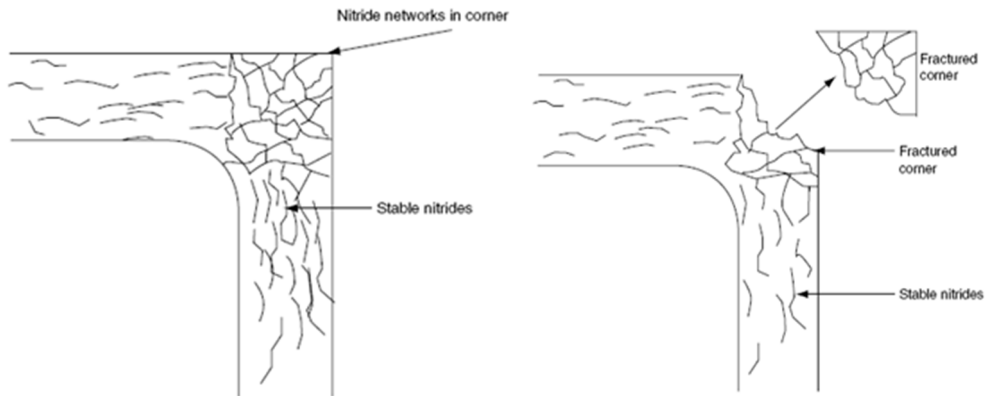 Nitride networks in corner
Stable nitrides
Fractured
corner
Fractured
corner
Stable nitrides